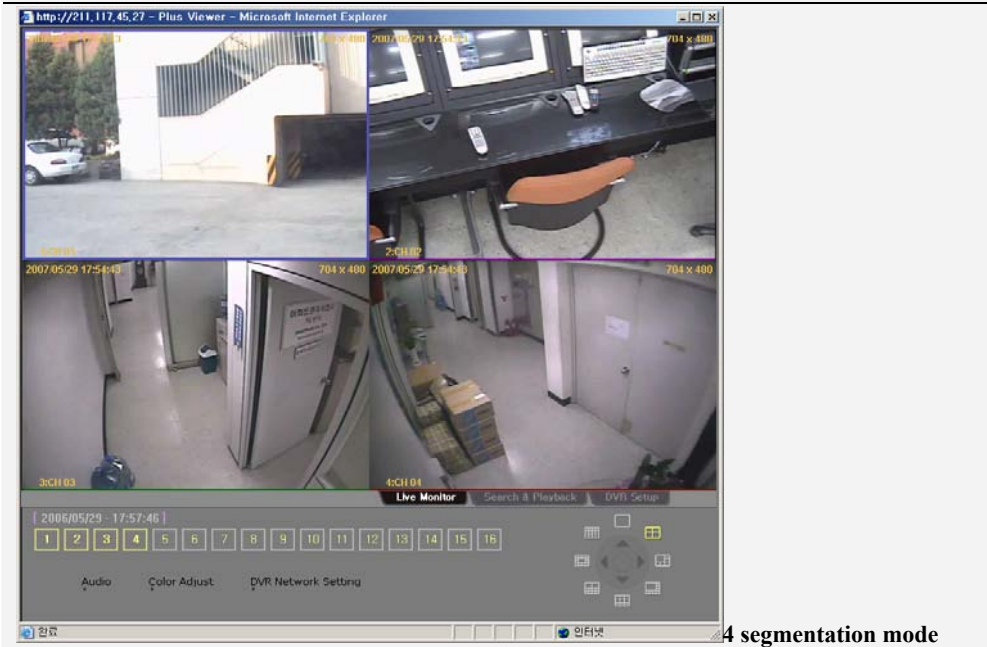 http://211,117,45,27 - Plus Viewer - Microsoft Internet Explorer
704 x 480
2007/05/29 17:54:43
704 x 480
2:CH 02
2007/05/29 17:54:43
704 x 480
2007/05/29 17:54:43
704 x 480
3:CH 03
4:CH 04
Live Monitor
Search & Playback
DVR Setup
[ 2006/05/29 - 17:57:46 ]
1 2 3 4 5 6 7 8 9 10 11 12 13 14 15 16
Audio
Color Adjust
DVR Network Setting
완료
인터넷
4 segmentation mode